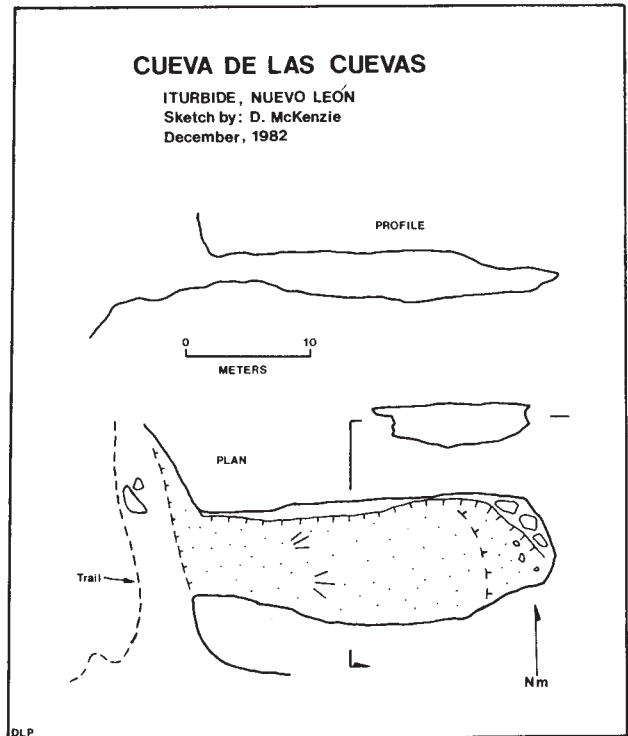 CUEVA DE LAS CUEVAS
ITURBIDE, NUEVO LEÓN
Sketch by: D. McKenzie
December, 1982
PROFILE
0 10
METERS
PLAN
Trail
Nm
DLP